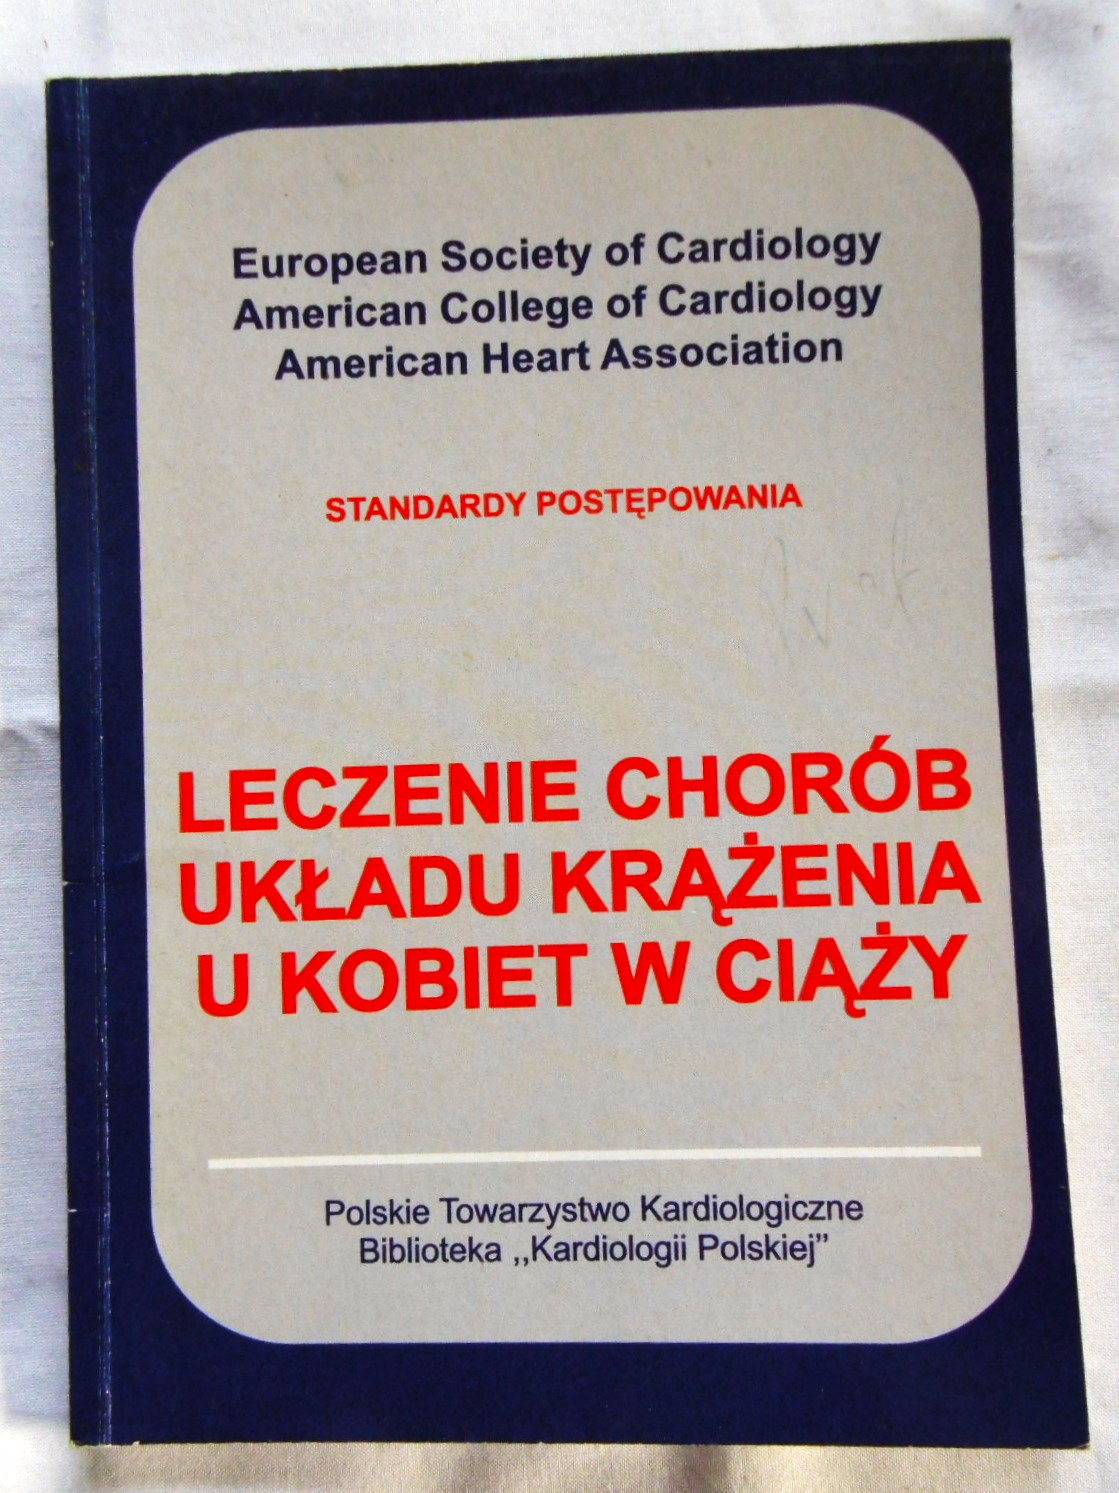 European Society of Cardiology
American College of Cardiology
American Heart Association
STANDARDY POSTĘPOWANIA
LECZENIE CHORÓB
UKŁADU KRĄŻENIA
U KOBIET W CIĄŻY
Polskie Towarzystwo Kardiologiczne
Biblioteka ,,Kardiologii Polskiej”